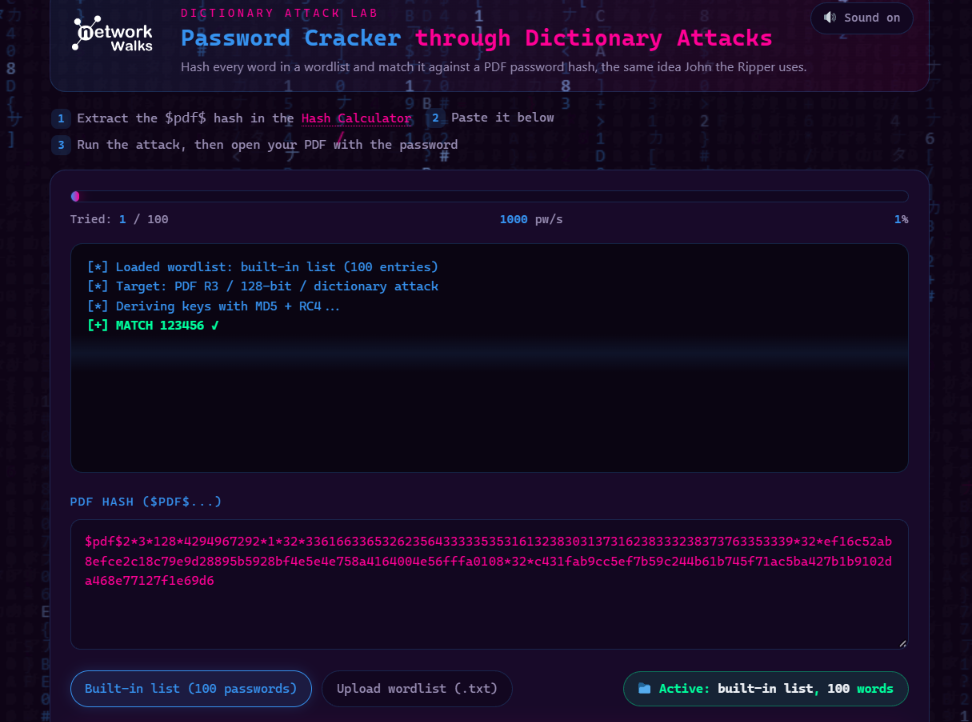 DICTIONARY ATTACK LAB
network
Walks
Password Cracker through Dictionary Attacks
Sound on
Hash every word in a wordlist and match it against a PDF password hash, the same idea John the Ripper uses.
1 Extract the $pdf$ hash in the Hash Calculator 2 Paste it below
3 Run the attack, then open your PDF with the password
Tried: 1 / 100 1000 pw/s 1%
[*] Loaded wordlist: built-in list (100 entries)
[*] Target: PDF R3 / 128-bit / dictionary attack
[*] Deriving keys with MD5 + RC4...
[+] MATCH 123456 ✓
PDF HASH ($PDF$...)
$pdf$2*3*128*4294967292*1*32*33616633653262356433333535316132383031373162383332383737633533​39*32*ef16c52ab
8efce2c18c79e9d28895b5928bf4e5e4e758a4164004e56fffa0108*32*c431fab9cc5ef7b59c244b61b745f71ac5ba427b1b9102d
a468e77127f1e69d6
Built-in list (100 passwords) Upload wordlist (.txt) Active: built-in list, 100 words